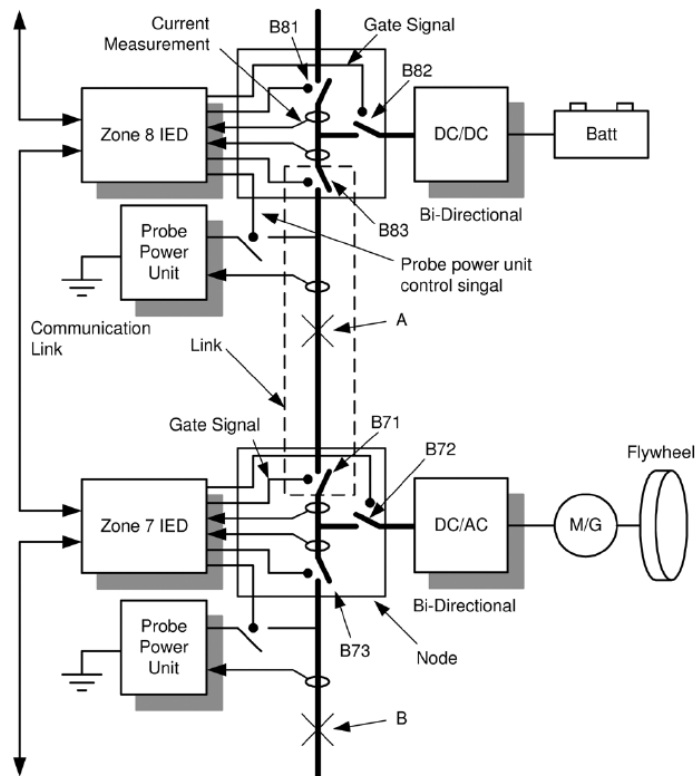 Current
Measurement
B81
Gate Signal
B82
Zone 8 IED
DC/DC
Batt
Bi-Directional
B83
Probe
Power
Unit
Probe power unit
control singal
Communication
Link
Link
A
Gate Signal
B71
B72
Flywheel
Zone 7 IED
DC/AC
M/G
Bi-Directional
Probe
Power
Unit
B73
Node
B